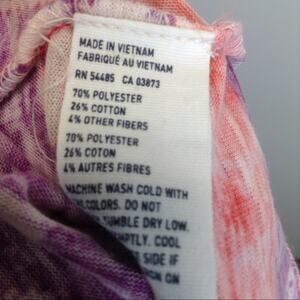 MADE IN VIETNAM
FABRIQUÉ AU VIETNAM
RN 54485 CA 03873
70% POLYESTER
26% COTTON
4% OTHER FIBERS
70% POLYESTER
26% COTON
4% AUTRES FIBRES
MACHINE WASH COLD WITH
COLORS. DO NOT
TUMBLE DRY LOW.
COOL
SIDE IF
ON